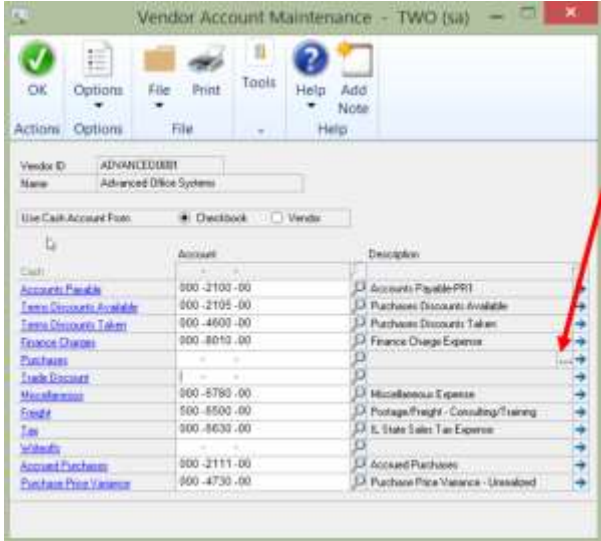 Vendor Account Maintenance - TWO (sa)
OK Options File Print Tools Help Add Note
Actions Options File Help
Vendor ID ADVANCED0001
Name Advanced Office Systems
Use Cash Account From Checkbook Vendor
Account Description
Cash - -
Accounts Payable 000 -2100 -00 Accounts Payable-PR1
Terms Discounts Available 000 -2105 -00 Purchases Discounts Available
Terms Discounts Taken 000 -4600 -00 Purchases Discounts Taken
Finance Charges 000 -8010 -00 Finance Charge Expense
Purchases - - ...
Trade Discount - -
Miscellaneous 000 -6780 -00 Miscellaneous Expense
Freight 500 -6500 -00 Postage/Freight - Consulting/Training
Tax 000 -6630 -00 IL State Sales Tax Expense
Writeoffs - -
Accrued Purchases 000 -2111 -00 Accrued Purchases
Purchase Price Variance 000 -4730 -00 Purchase Price Variance - Unrealized